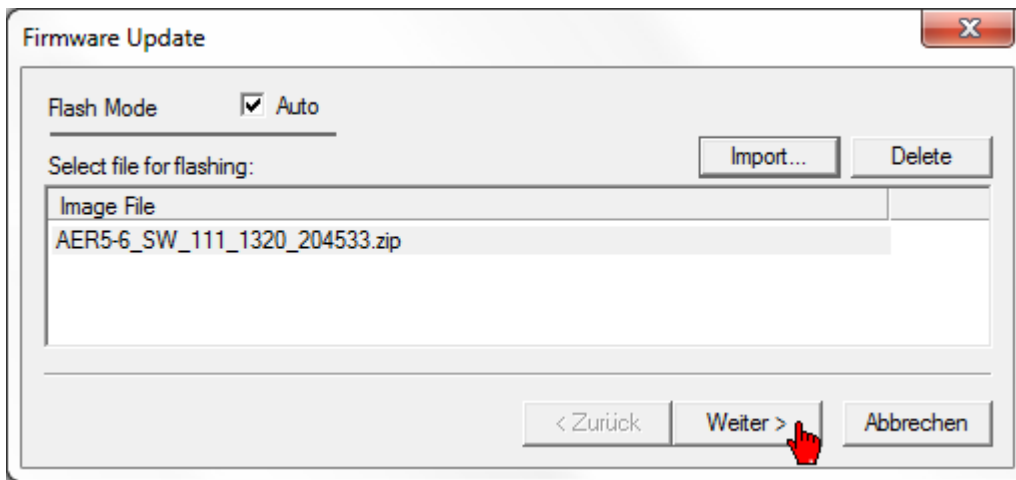 Firmware Update
Flash Mode Auto
Import... Delete
Select file for flashing:
Image File
AER5-6_SW_111_1320_204533.zip
< Zurück Weiter > Abbrechen